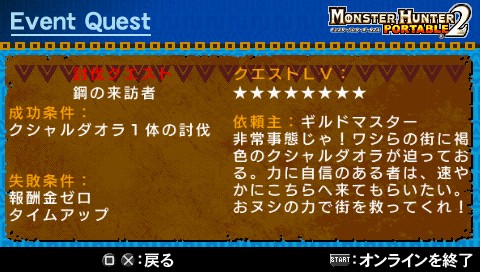 Event Quest
MONSTER HUNTER
PORTABLE 2
討伐クエスト
鋼の来訪者
成功条件：
クシャルダオラ１体の討伐
失敗条件：
報酬金ゼロ
タイムアップ
クエストＬＶ：
★★★★★★★★
依頼主：ギルドマスター
非常事態じゃ！ワシらの街に褐
色のクシャルダオラが迫ってお
る。力に自信のある者は、速や
かにこちらへ来てもらいたい。
おヌシの力で街を救ってくれ！
□ ×:戻る
START:オンラインを終了